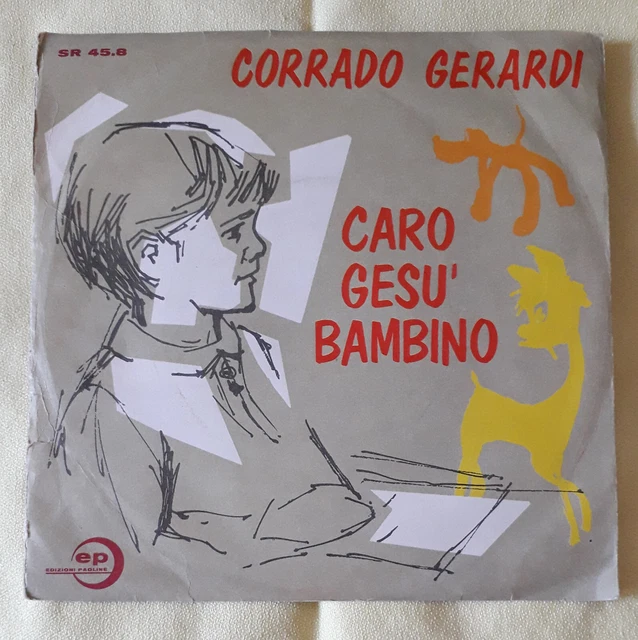 SR 45.8
CORRADO GERARDI
CARO
GESU'
BAMBINO
ep
EDIZIONI PAOLINE